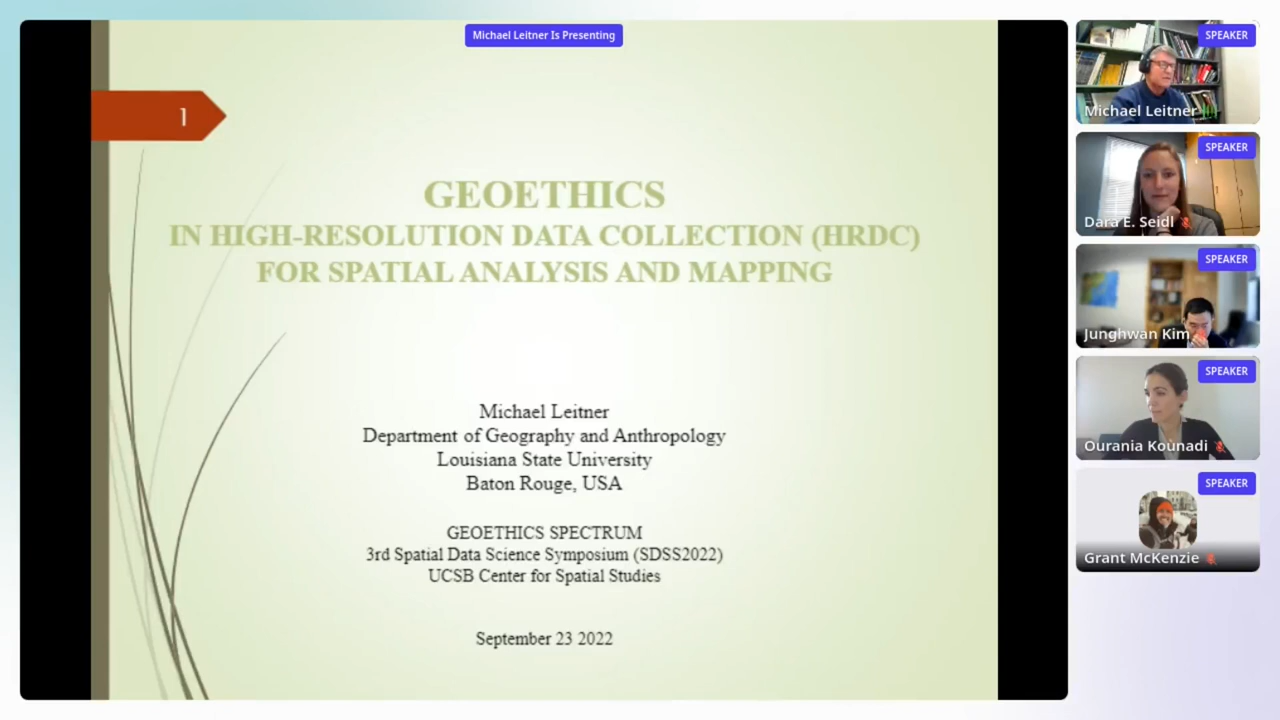 Michael Leitner Is Presenting
1
GEOETHICS
IN HIGH-RESOLUTION DATA COLLECTION (HRDC)
FOR SPATIAL ANALYSIS AND MAPPING
Michael Leitner
Department of Geography and Anthropology
Louisiana State University
Baton Rouge, USA
GEOETHICS SPECTRUM
3rd Spatial Data Science Symposium (SDSS2022)
UCSB Center for Spatial Studies
September 23 2022
SPEAKER
Michael Leitner
SPEAKER
Dara E. Seidl
SPEAKER
Junghwan Kim
SPEAKER
Ourania Kounadi
SPEAKER
Grant McKenzie